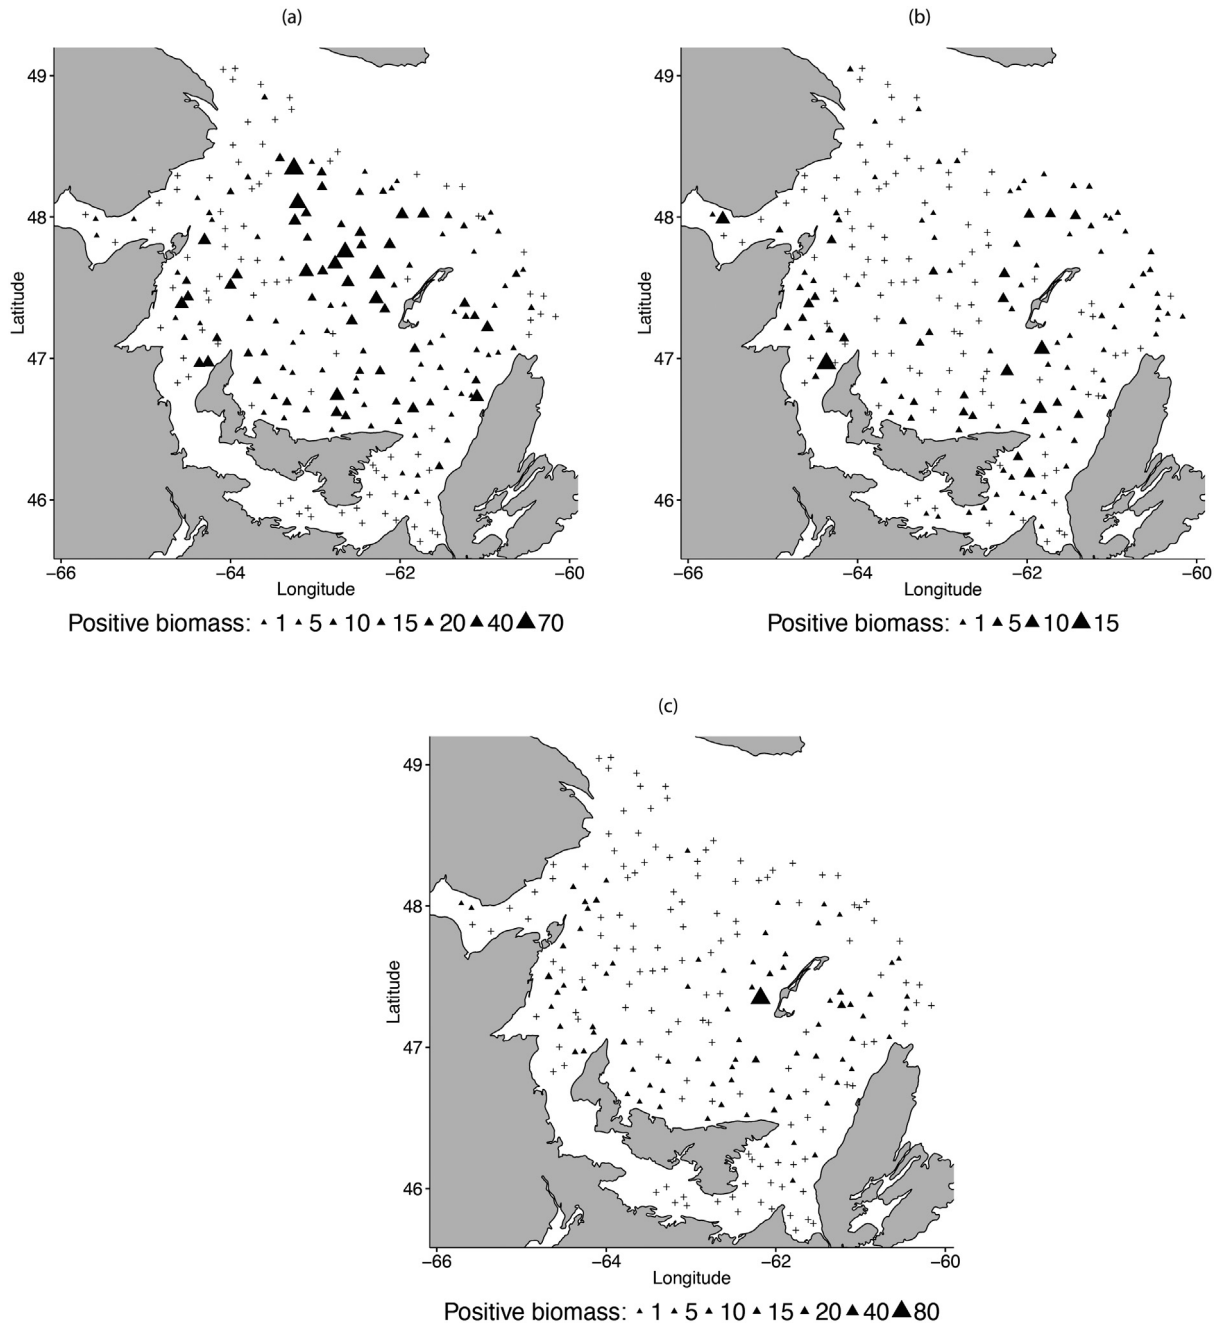 (a)
(b)
49
48
47
46
Latitude
−66
−64
−62
−60
Longitude
Positive biomass: 1 5 10 15 20 40 70
49
48
47
46
Latitude
−66
−64
−62
−60
Longitude
Positive biomass: 1 5 10 15
(c)
49
48
47
46
Latitude
−66
−64
−62
−60
Longitude
Positive biomass: 1 5 10 15 20 40 80